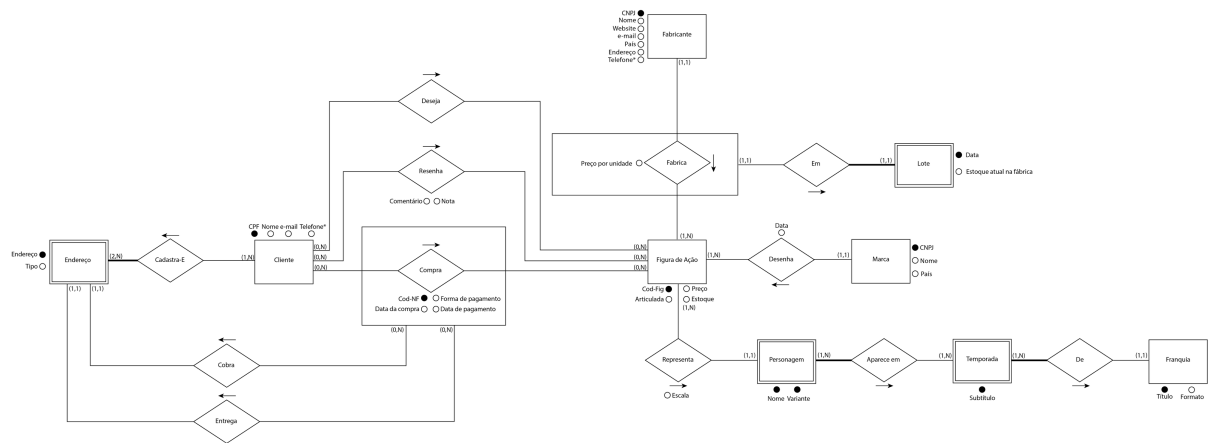 CNPJ
Nome
Website
e-mail
País
Endereço
Telefone*
Fabricante
(1,1)
Deseja
Preço por unidade
Fabrica
(1,1)
Em
(1,1)
Lote
Data
Estoque atual na fábrica
Resenha
Comentário
Nota
CPF Nome e-mail Telefone*
Endereço
Tipo
Endereço
(2,N)
Cadastra-E
(1,N)
Cliente
(0,N)
(0,N)
(0,N)
Compra
Cod-NF
Forma de pagamento
Data da compra
Data de pagamento
(1,N)
(0,N)
(0,N)
(0,N)
Figura de Ação
(1,N)
Data
Desenha
(1,1)
Marca
CNPJ
Nome
País
Cod-Fig
Preço
Articulada
Estoque
(1,N)
(1,1)
(1,1)
(0,N)
(0,N)
Cobra
Entrega
Representa
Escala
(1,1)
Personagem
(1,N)
Nome Variante
Aparece em
(1,N)
Temporada
(1,N)
Subtítulo
De
(1,1)
Franquia
Título
Formato